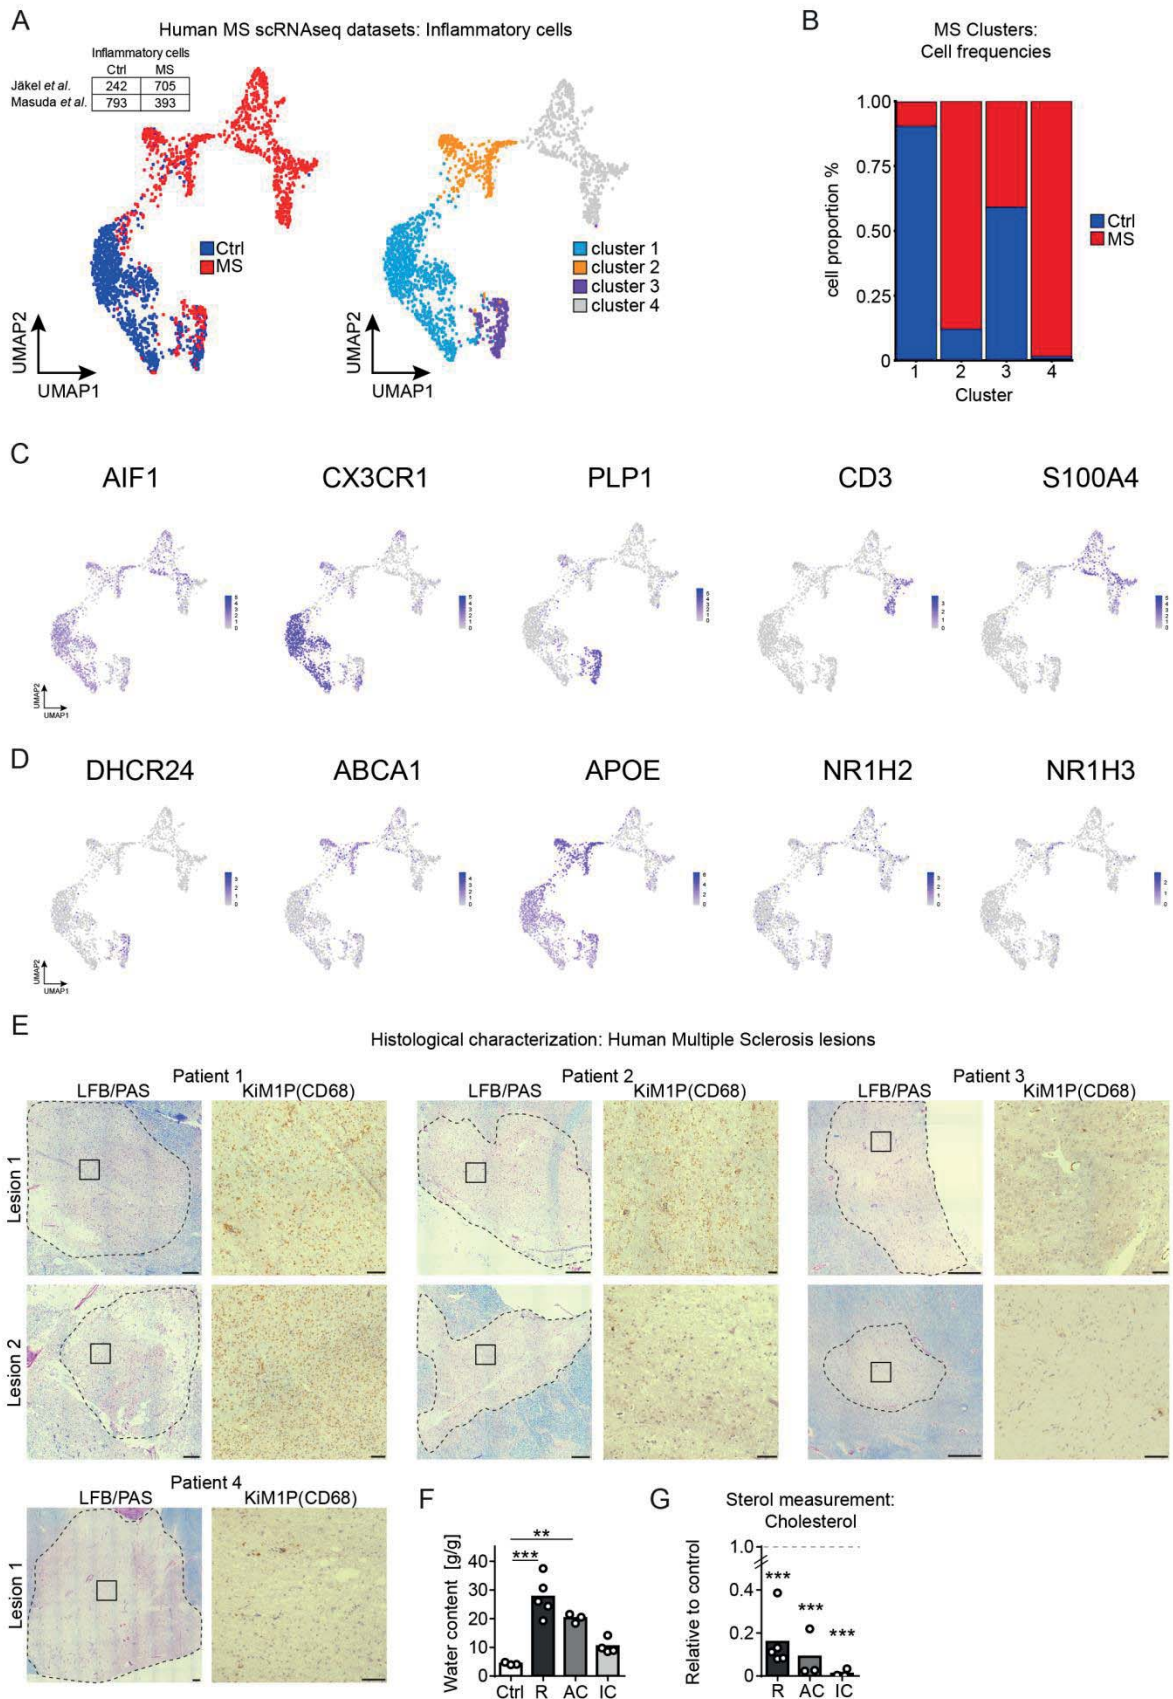 A
Human MS scRNAseq datasets: Inflammatory cells
Inflammatory cells
Ctrl MS
Jäkel et al. 242 705
Masuda et al. 793 393
Ctrl
MS
UMAP2
UMAP1
cluster 1
cluster 2
cluster 3
cluster 4
UMAP2
UMAP1
B
MS Clusters:
Cell frequencies
cell proportion %
1.00
0.75
0.50
0.25
0
1 2 3 4
Cluster
Ctrl
MS
C
AIF1 CX3CR1 PLP1 CD3 S100A4
UMAP2
UMAP1
D
DHCR24 ABCA1 APOE NR1H2 NR1H3
UMAP2
UMAP1
E
Histological characterization: Human Multiple Sclerosis lesions
Patient 1 Patient 2 Patient 3
LFB/PAS KiM1P(CD68) LFB/PAS KiM1P(CD68) LFB/PAS KiM1P(CD68)
Lesion 1
Lesion 2
Patient 4
LFB/PAS KiM1P(CD68)
Lesion 1
F
Water content [g/g]
40
30
20
10
0
**
***
Ctrl R AC IC
G
Sterol measurement:
Cholesterol
Relative to control
1.0
0.4
0.2
0
***
***
***
R AC IC